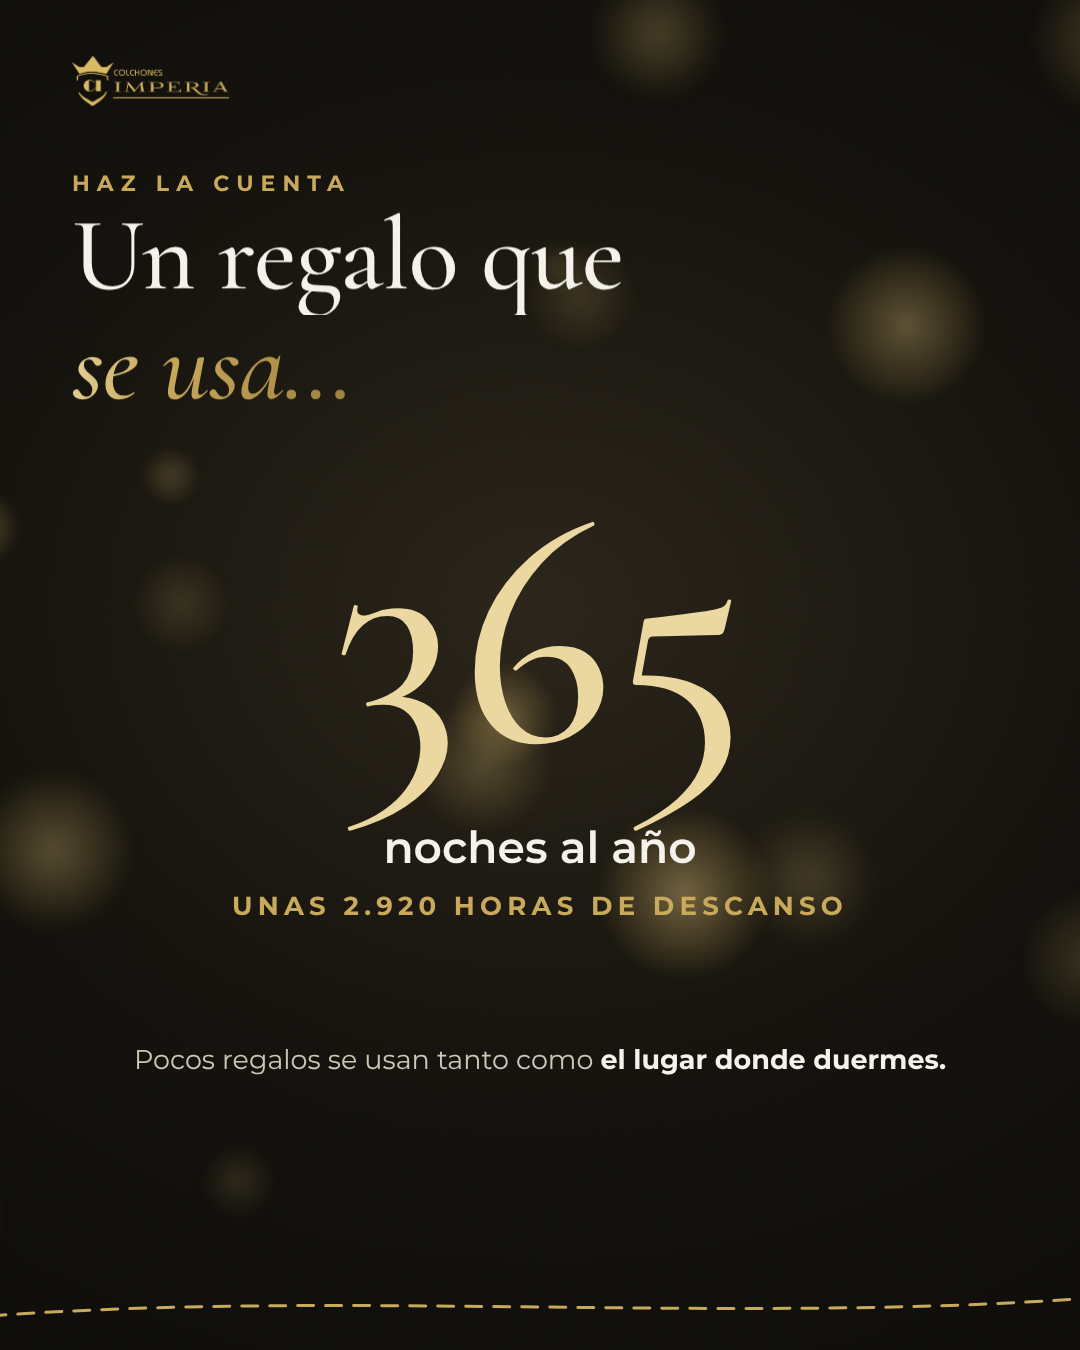 COLCHONES
a IMPERIA
HAZ LA CUENTA
Un regalo que
se usa...
365
noches al año
UNAS 2.920 HORAS DE DESCANSO
Pocos regalos se usan tanto como el lugar donde duermes.